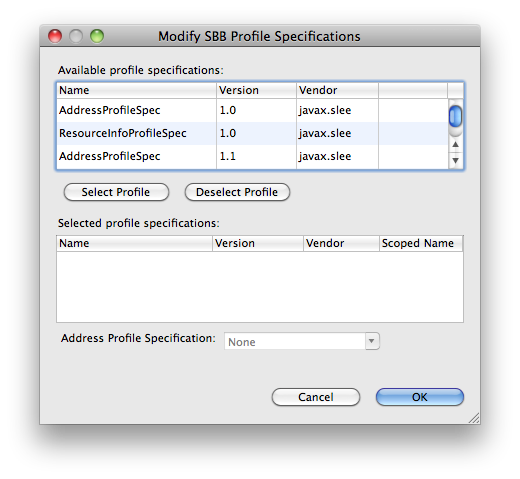 Modify SBB Profile Specifications
Available profile specifications:
Name Version Vendor
AddressProfileSpec 1.0 javax.slee
ResourceInfoProfileSpec 1.0 javax.slee
AddressProfileSpec 1.1 javax.slee
Select Profile Deselect Profile
Selected profile specifications:
Name Version Vendor Scoped Name
Address Profile Specification: None
Cancel OK